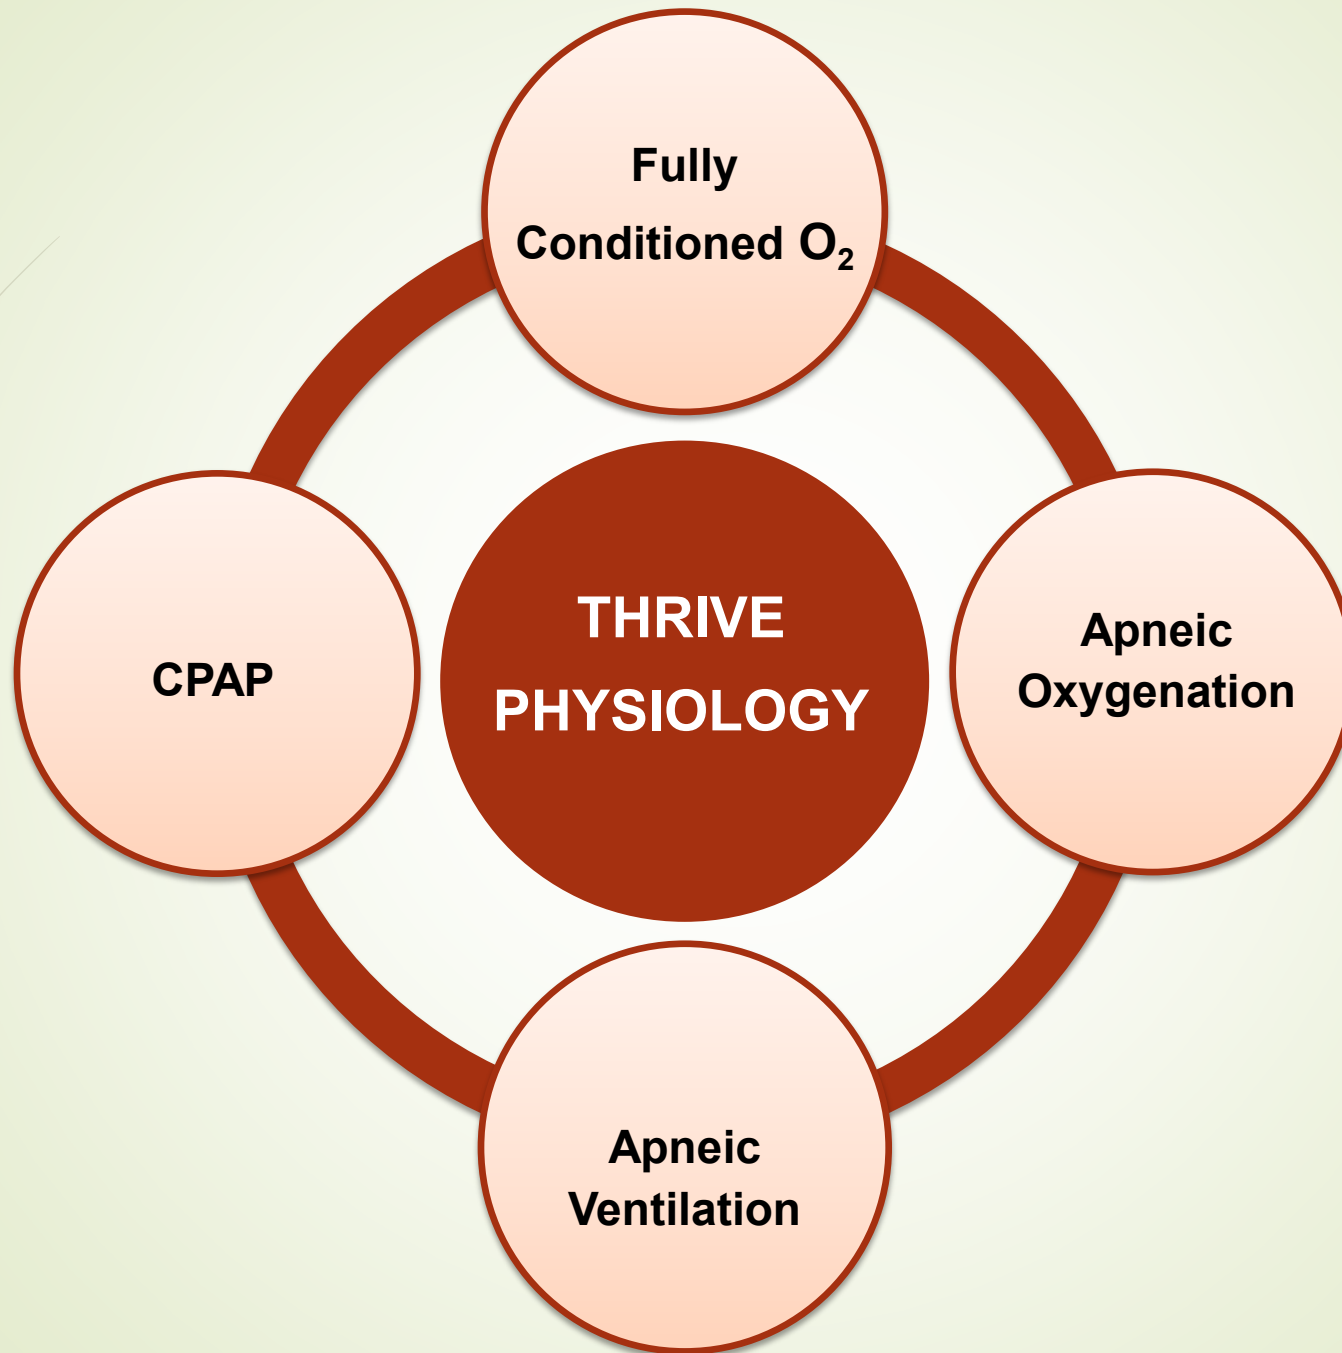 Fully
Conditioned O₂
THRIVE
PHYSIOLOGY
CPAP
Apneic
Oxygenation
Apneic
Ventilation